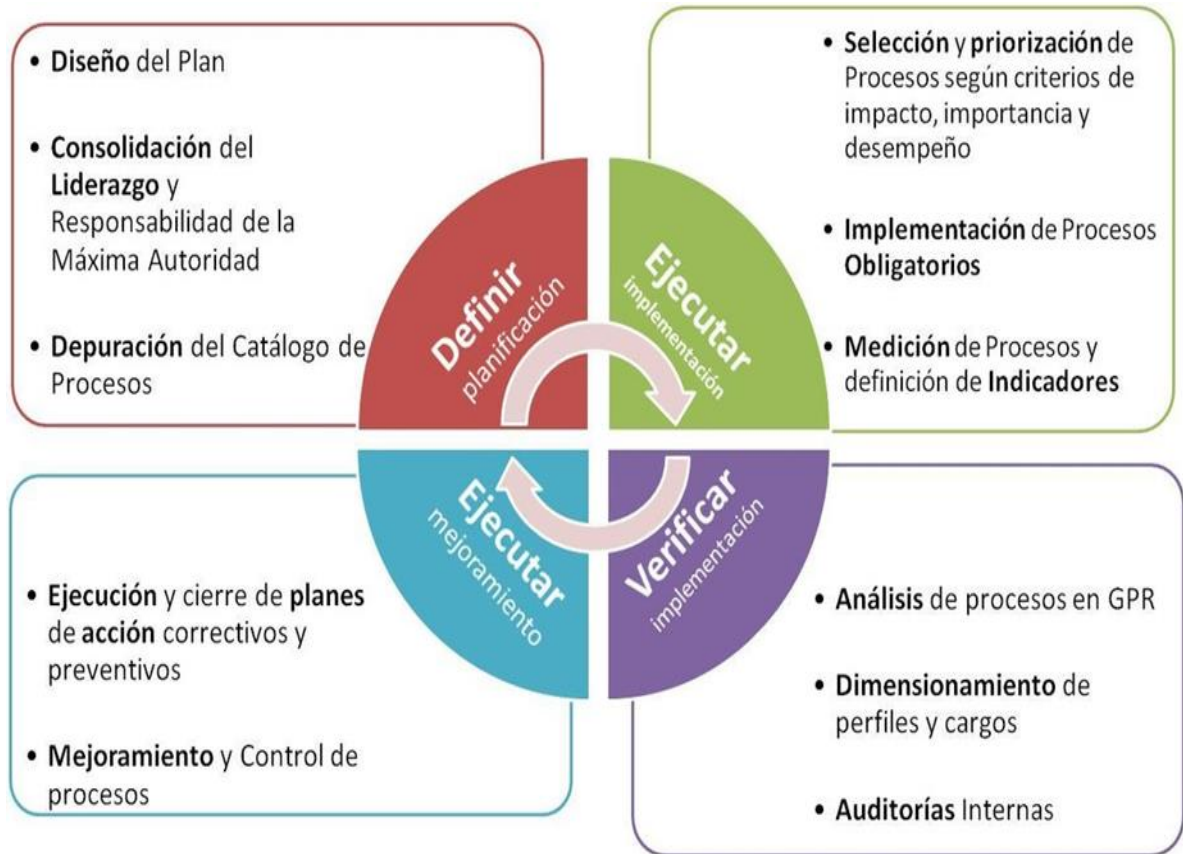 • Diseño del Plan
• Consolidación del
Liderazgo y
Responsabilidad de la
Máxima Autoridad
• Depuración del Catálogo de
Procesos
Definir
planificación
• Selección y priorización de
Procesos según criterios de
impacto, importancia y
desempeño
• Implementación de Procesos
Obligatorios
• Medición de Procesos y
definición de Indicadores
Ejecutar
implementación
• Ejecución y cierre de planes
de acción correctivos y
preventivos
• Mejoramiento y Control de
procesos
Ejecutar
mejoramiento
Verificar
implementación
• Análisis de procesos en GPR
• Dimensionamiento de
perfiles y cargos
• Auditorías Internas